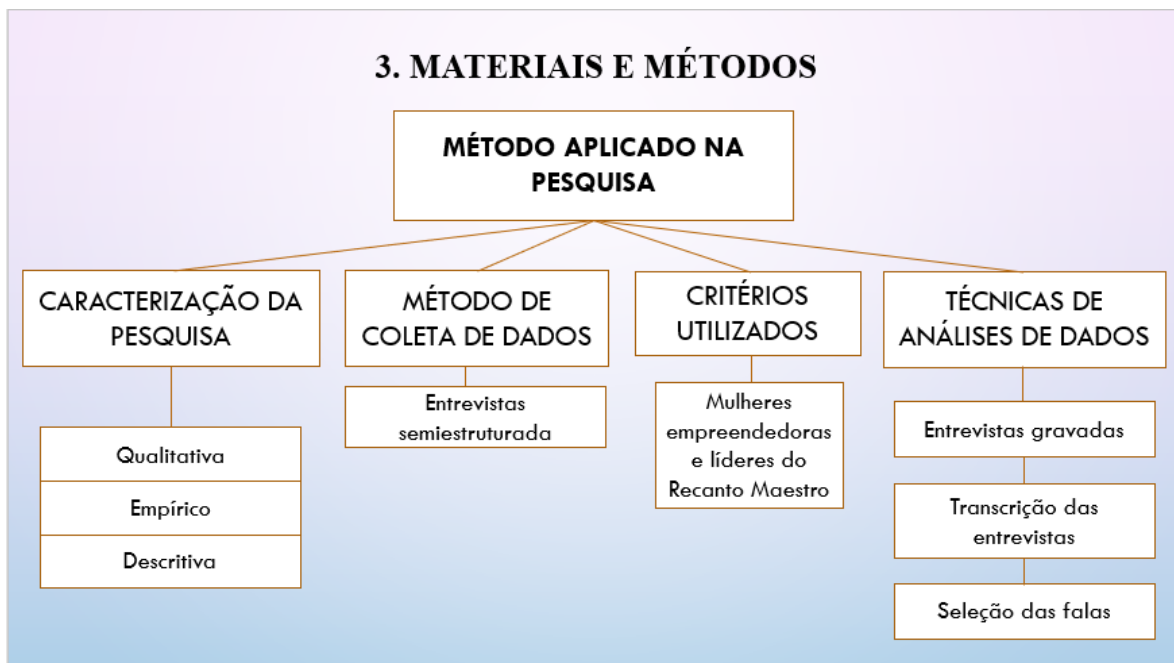 3. MATERIAIS E MÉTODOS
MÉTODO APLICADO NA
PESQUISA
CARACTERIZAÇÃO DA
PESQUISA
Qualitativa
Empírico
Descritiva
MÉTODO DE
COLETA DE DADOS
Entrevistas
semiestruturada
CRITÉRIOS
UTILIZADOS
Mulheres
empreendedoras
e líderes do
Recanto Maestro
TÉCNICAS DE
ANÁLISES DE DADOS
Entrevistas gravadas
Transcrição das
entrevistas
Seleção das falas